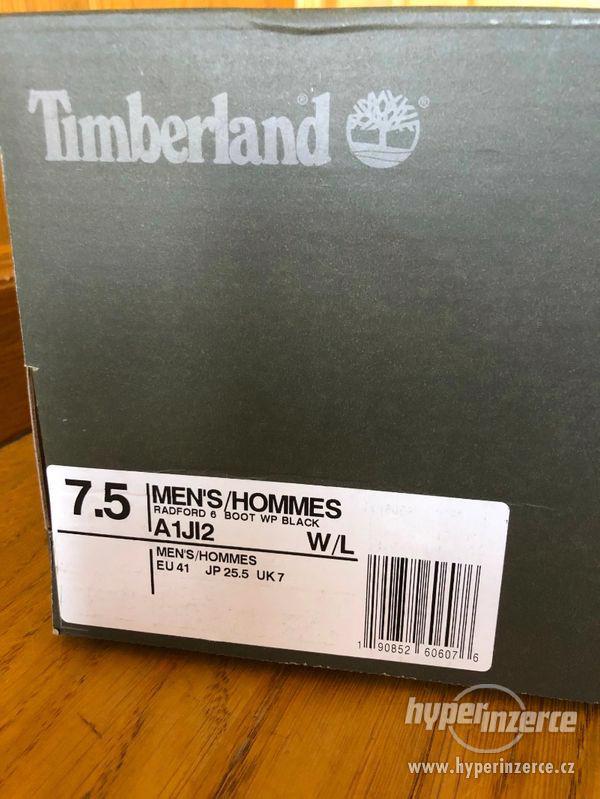 Timberland ®
7.5
MEN'S/HOMMES
RADFORD 6 BOOT WP BLACK
A1JI2 W/L
MEN'S/HOMMES
EU 41 JP 25.5 UK 7
1 90852 60607 6
hyperinzerce
www.hyperinzerce.cz